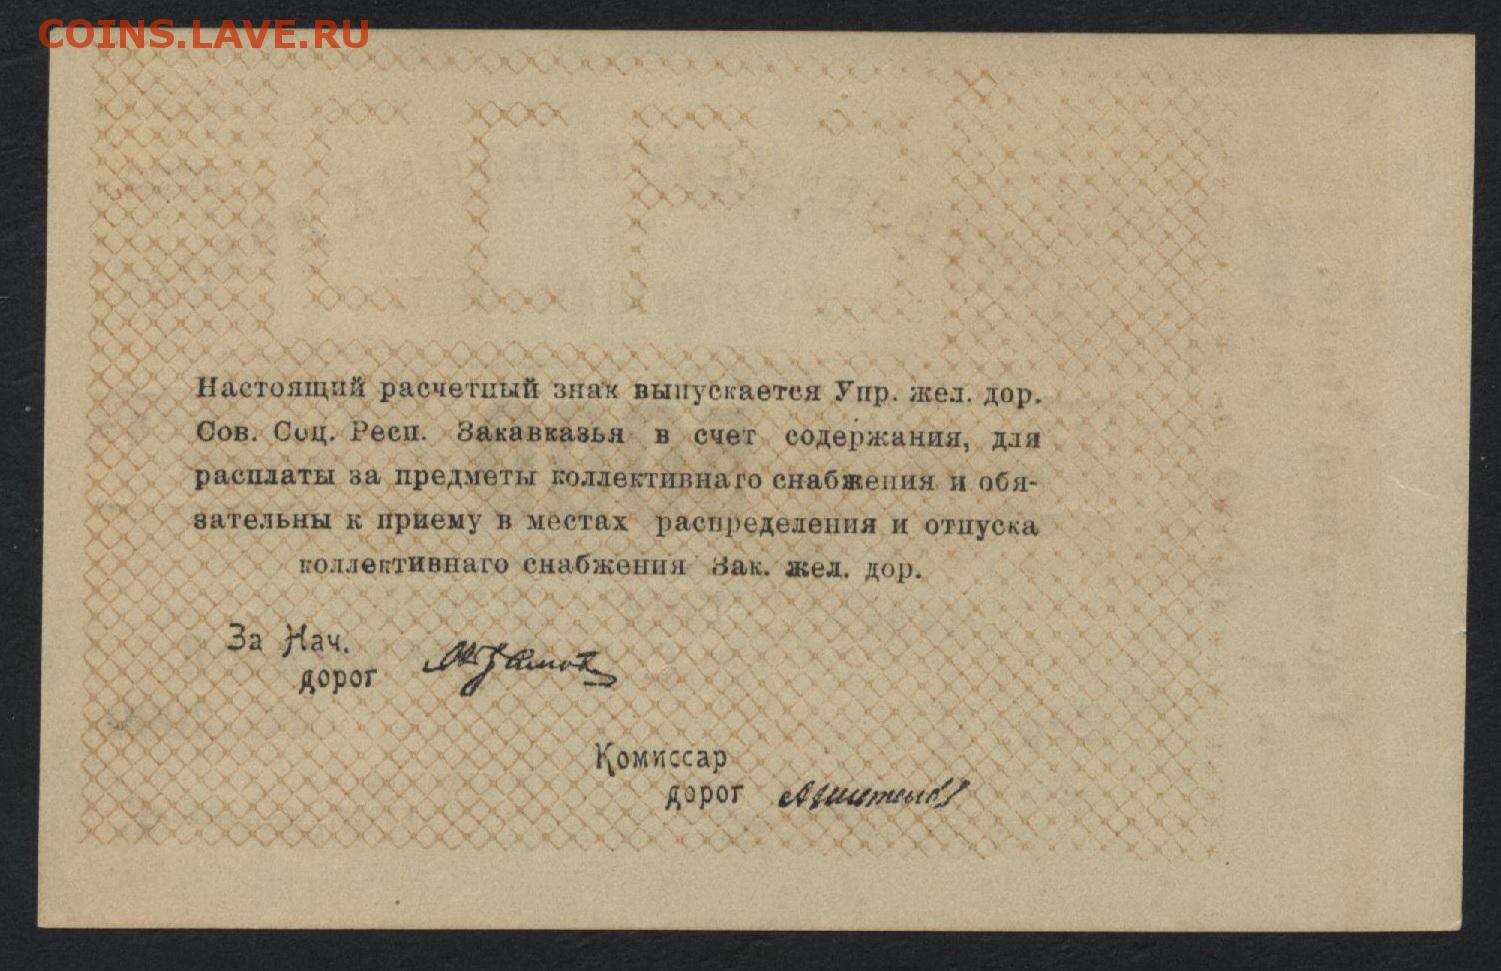 COINS.LAVE.RU
Настоящий расчетный знак выпускается Упр. жел. дор.
Сов. Соц. Респ. Закавказья в счет содержания, для
расплаты за предметы коллективнаго снабжения и обя-
зательны к приему в местах распределения и отпуска
коллективнаго снабжения Зак. жел. дор.
За Нач.
дорог
Комиссар
дорог